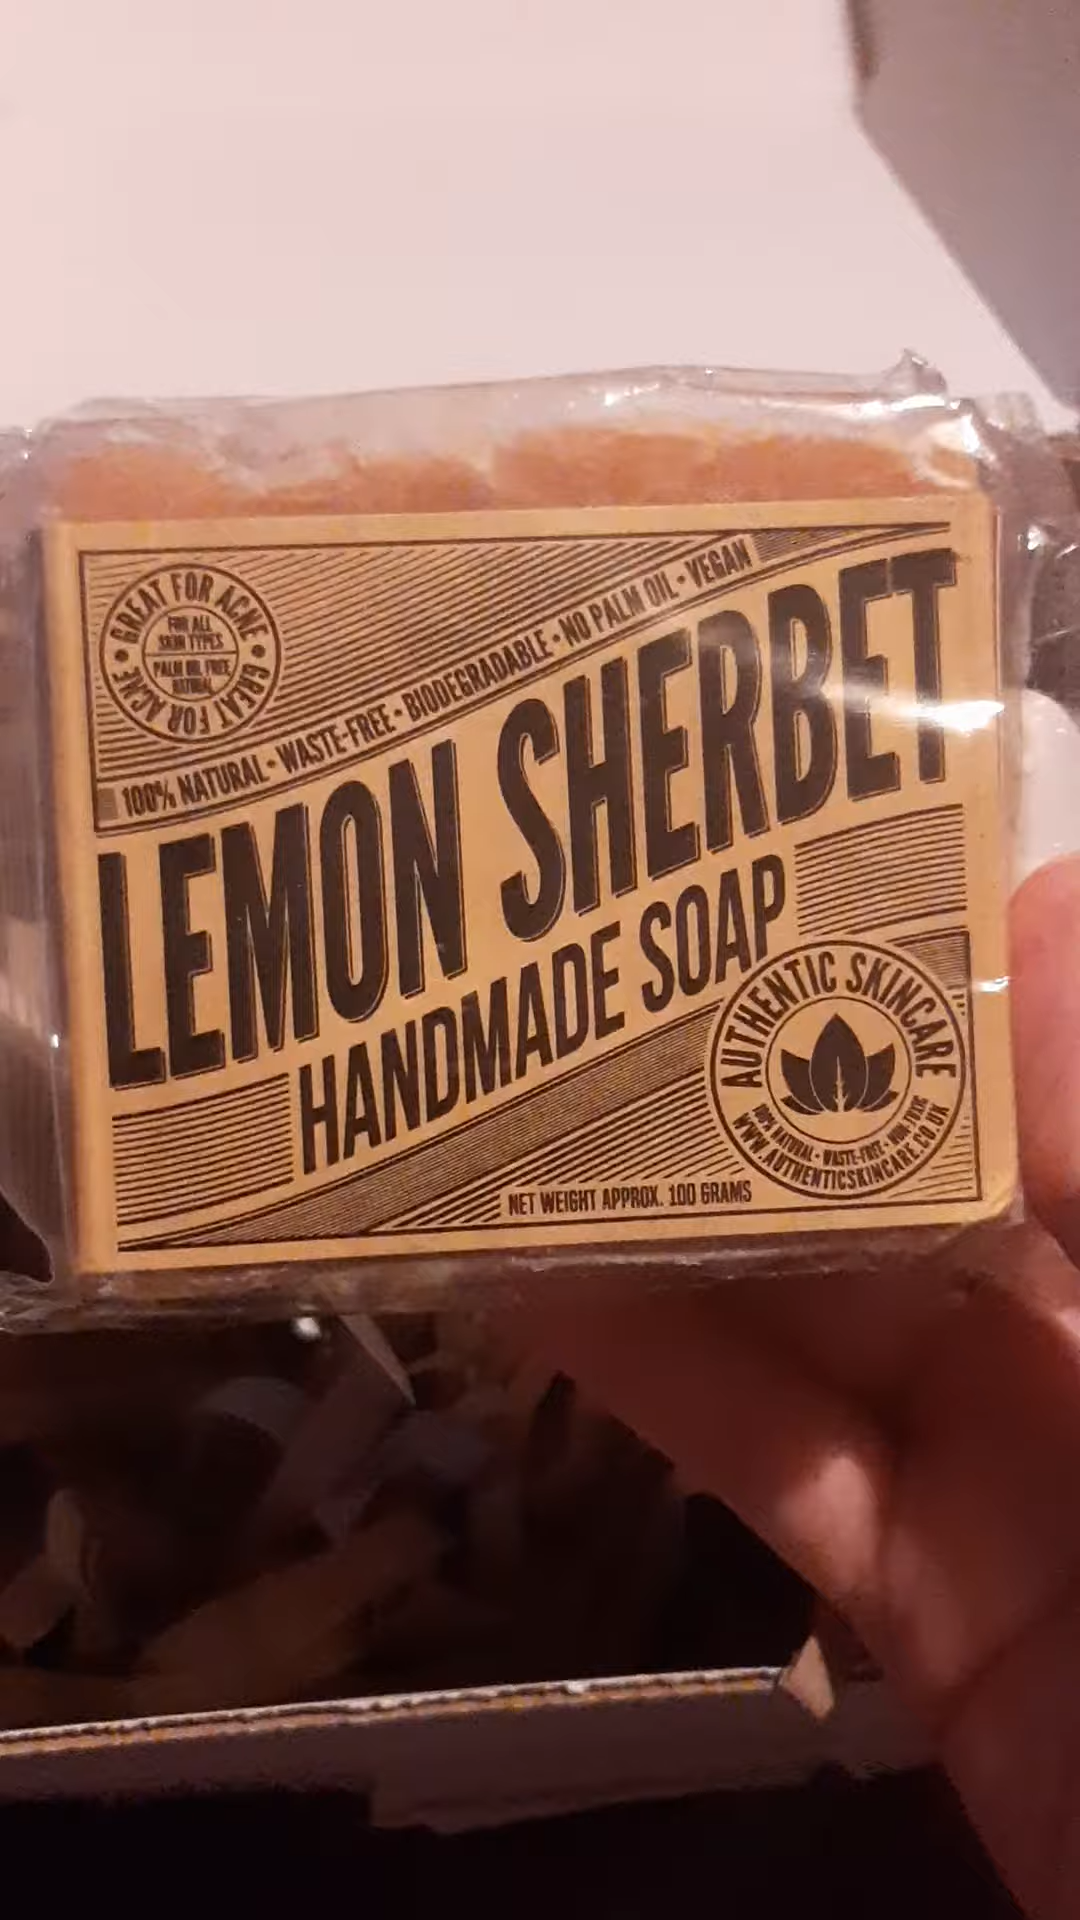 GREAT FOR ACNE • GREAT FOR ACNE •
FOR ALL
SKIN TYPES
PALM OIL FREE
NATURAL
100% NATURAL • WASTE-FREE • BIODEGRADABLE • NO PALM OIL • VEGAN
LEMON SHERBET
HANDMADE SOAP
AUTHENTIC SKINCARE
100% NATURAL • WASTE-FREE • NON-TOXIC
WWW.AUTHENTICSKINCARE.CO.UK
NET WEIGHT APPROX. 100 GRAMS